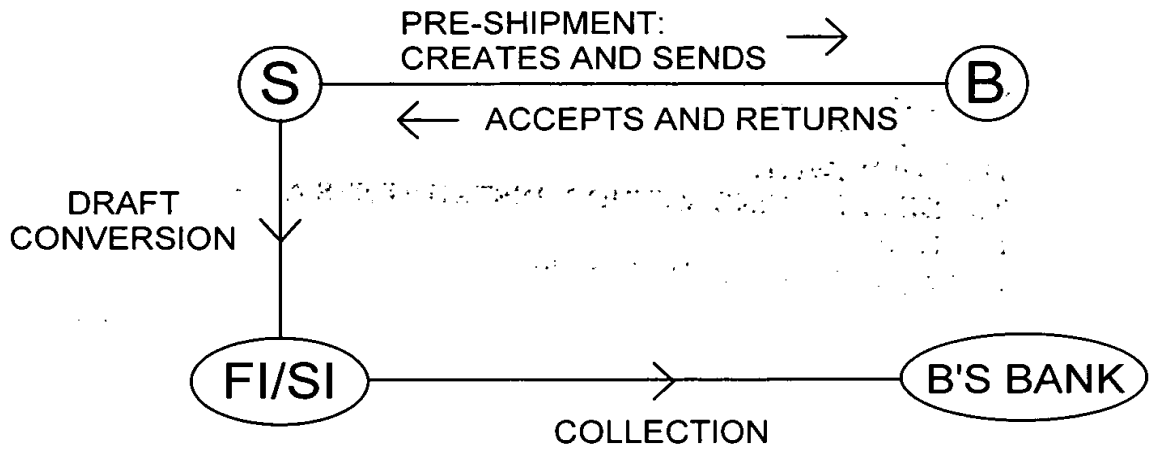 PRE-SHIPMENT:
CREATES AND SENDS
S
B
ACCEPTS AND RETURNS
DRAFT
CONVERSION
FI/SI
B'S BANK
COLLECTION